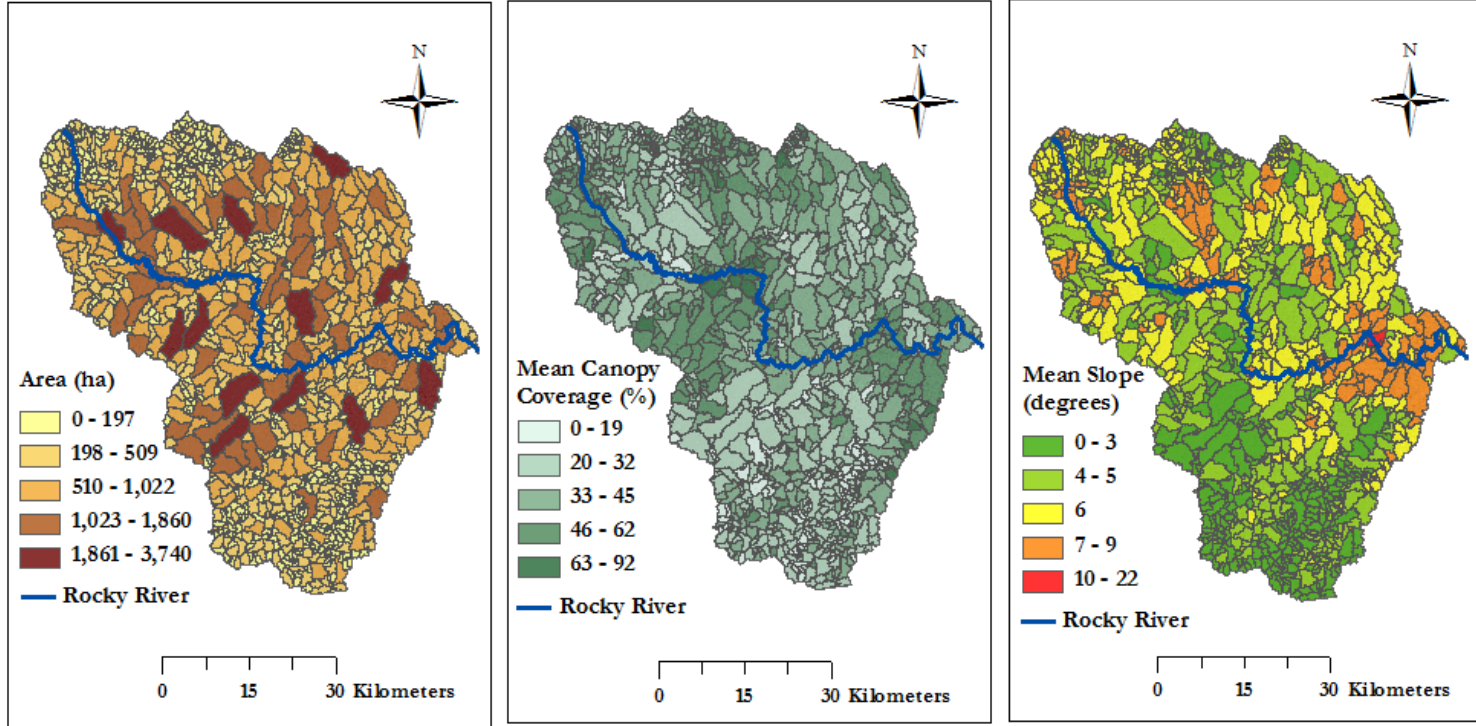 N
Area (ha)
0 - 197
198 - 509
510 - 1,022
1,023 - 1,860
1,861 - 3,740
Rocky River
0 15 30 Kilometers
N
Mean Canopy
Coverage (%)
0 - 19
20 - 32
33 - 45
46 - 62
63 - 92
Rocky River
0 15 30 Kilometers
N
Mean Slope
(degrees)
0 - 3
4 - 5
6
7 - 9
10 - 22
Rocky River
0 15 30 Kilometers